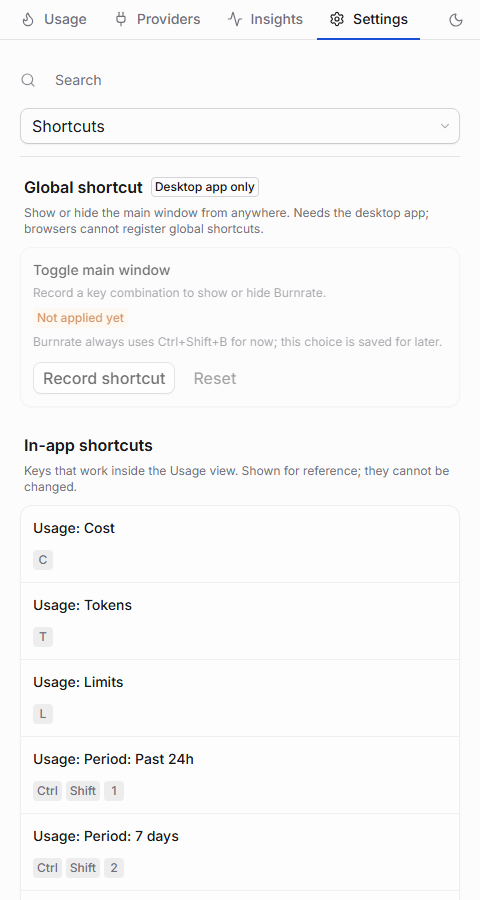 Usage Providers Insights Settings
Search
Shortcuts
Global shortcut Desktop app only
Show or hide the main window from anywhere. Needs the desktop app;
browsers cannot register global shortcuts.
Toggle main window
Record a key combination to show or hide Burnrate.
Not applied yet
Burnrate always uses Ctrl+Shift+B for now; this choice is saved for later.
Record shortcut Reset
In-app shortcuts
Keys that work inside the Usage view. Shown for reference; they cannot be
changed.
Usage: Cost
C
Usage: Tokens
T
Usage: Limits
L
Usage: Period: Past 24h
Ctrl Shift 1
Usage: Period: 7 days
Ctrl Shift 2